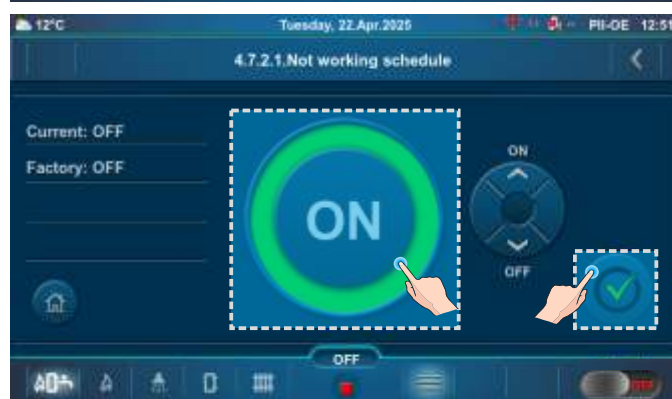 12°C Tuesday, 22.Apr.2025 PII-OE 12:51
4.7.2.1.Not working schedule
Current: OFF
Factory: OFF
ON
ON
OFF
OFF
OFF